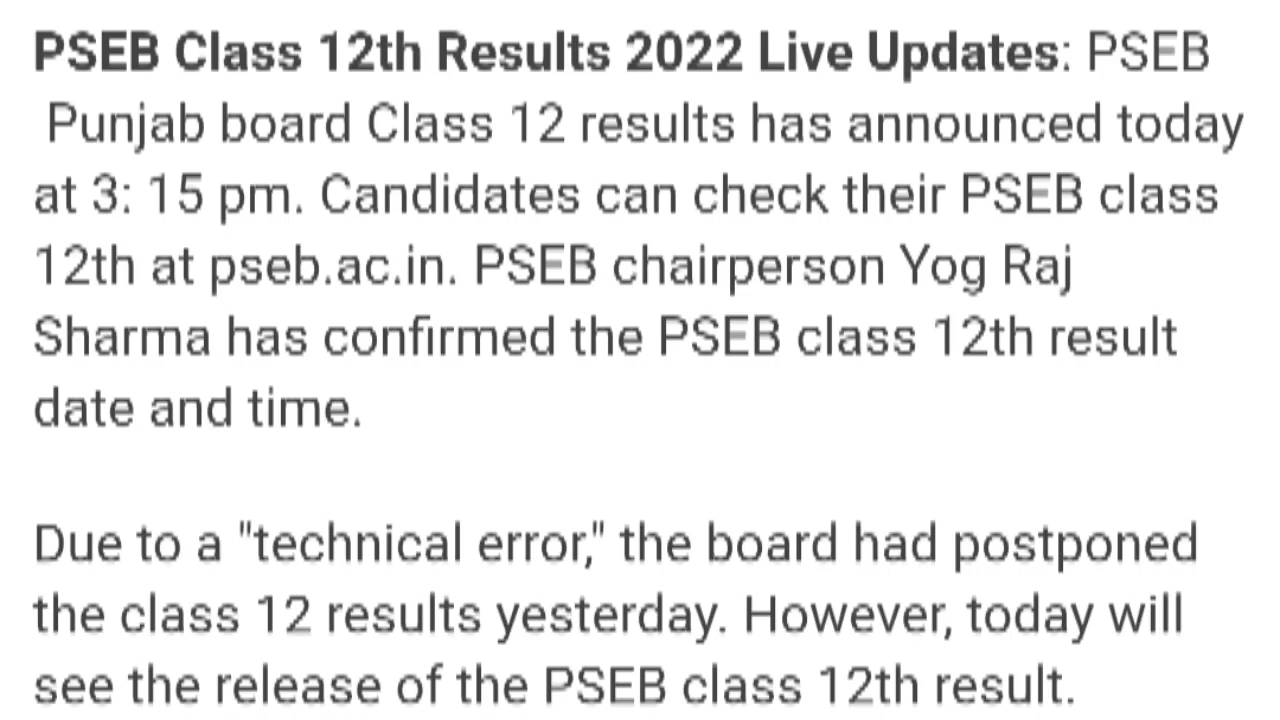 PSEB Class 12th Results 2022 Live Updates: PSEB
Punjab board Class 12 results has announced today
at 3: 15 pm. Candidates can check their PSEB class
12th at pseb.ac.in. PSEB chairperson Yog Raj
Sharma has confirmed the PSEB class 12th result
date and time.
Due to a "technical error," the board had postponed
the class 12 results yesterday. However, today will
see the release of the PSEB class 12th result.